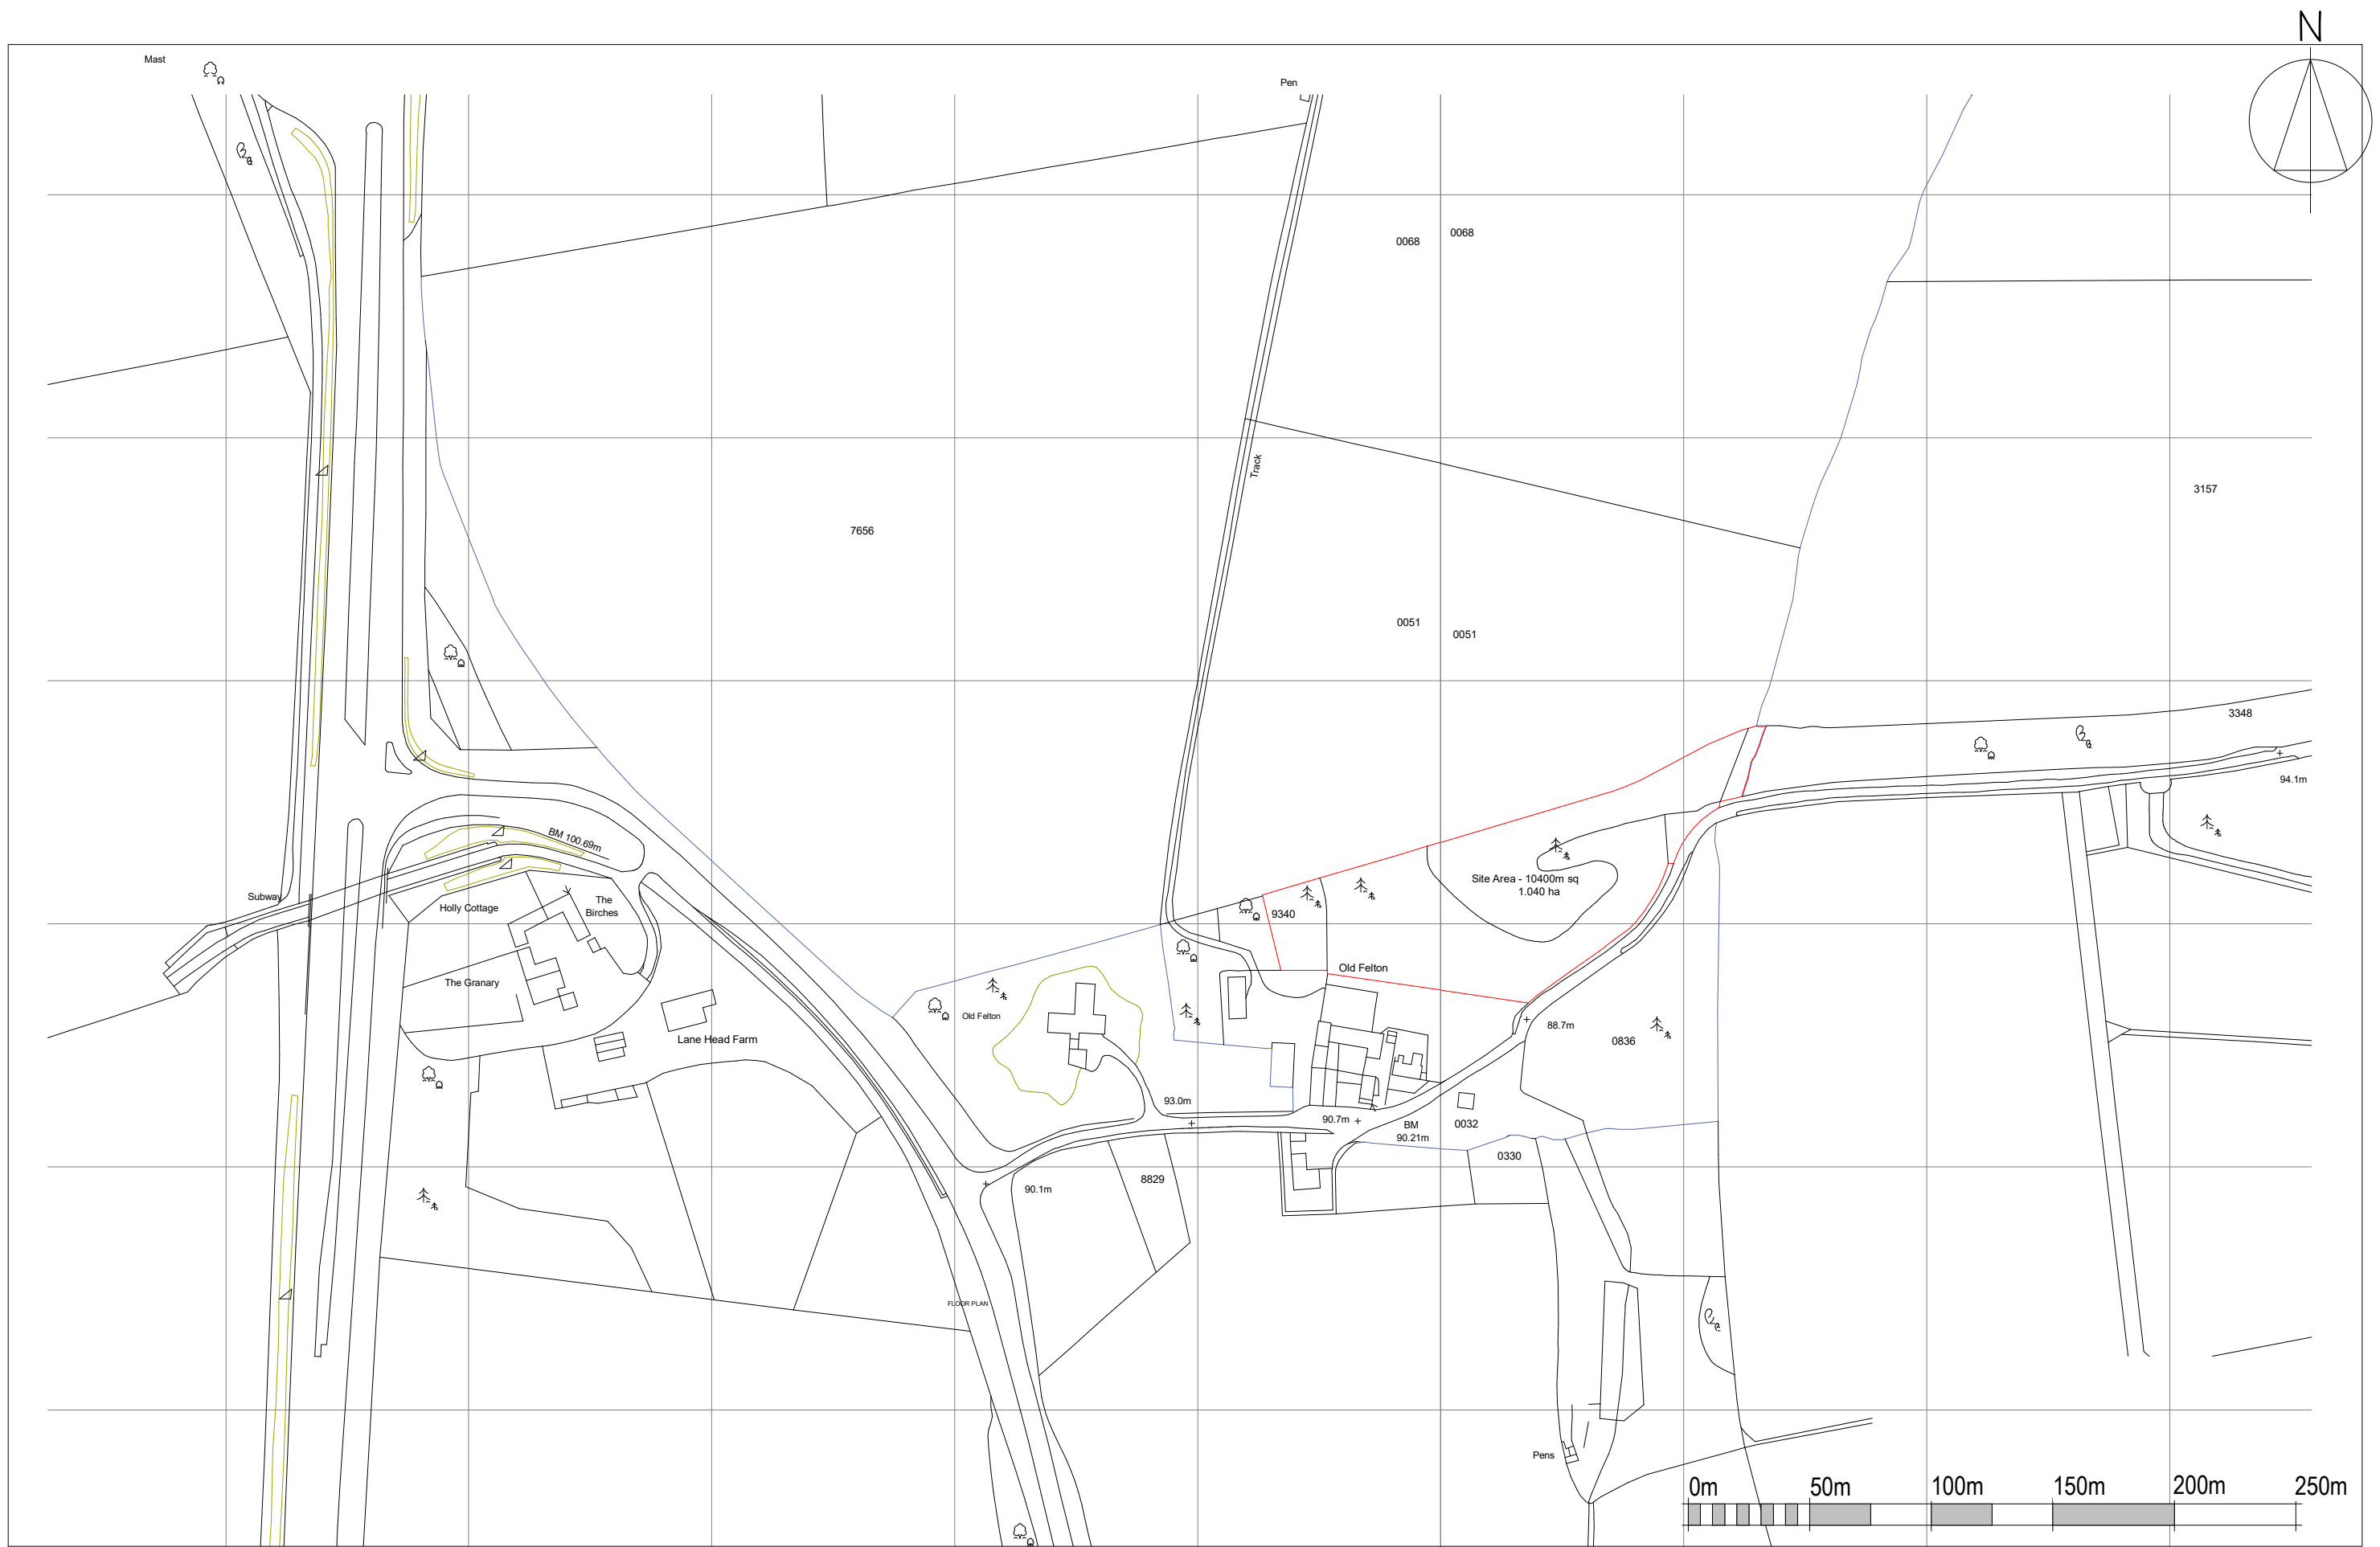 N
Mast
Pen
0068
0068
Track
3157
7656
0051
0051
3348
94.1m
BM 100.69m
Site Area - 10400m sq
1.040 ha
Subway
Holly Cottage
The
Birches
9340
Old Felton
The Granary
Old Felton
Lane Head Farm
88.7m
0836
93.0m
90.7m
BM
90.21m
0032
0330
90.1m
8829
FLOOR PLAN
Pens
0m
50m
100m
150m
200m
250m